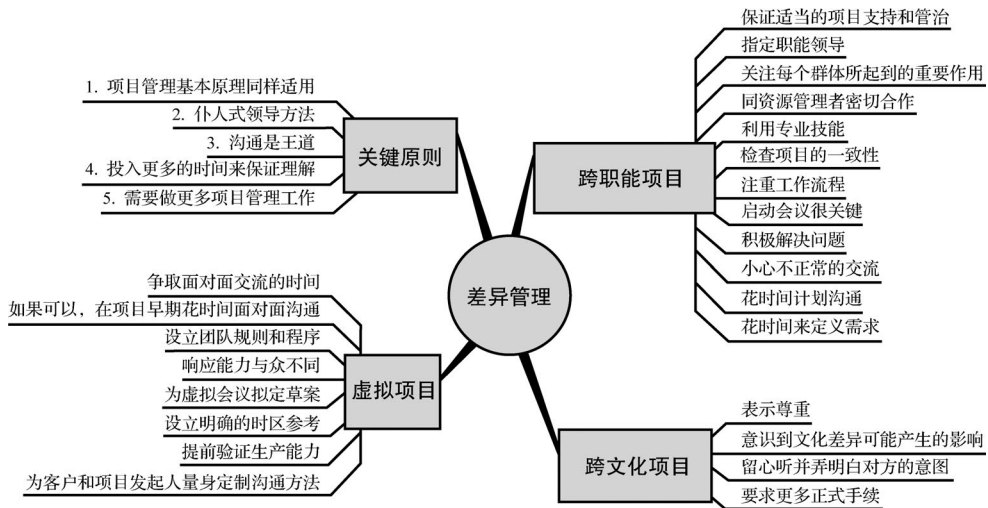 差异管理
关键原则
1. 项目管理基本原理同样适用
2. 仆人式领导方法
3. 沟通是王道
4. 投入更多的时间来保证理解
5. 需要做更多项目管理工作
跨职能项目
保证适当的项目支持和管治
指定职能领导
关注每个群体所起到的重要作用
同资源管理者密切合作
利用专业技能
检查项目的一致性
注重工作流程
启动会议很关键
积极解决问题
小心不正常的交流
花时间计划沟通
花时间来定义需求
虚拟项目
争取面对面交流的时间
如果可以，在项目早期花时间面对面沟通
设立团队规则和程序
响应能力与众不同
为虚拟会议拟定草案
设立明确的时区参考
提前验证生产能力
为客户和项目发起人量身定制沟通方法
跨文化项目
表示尊重
意识到文化差异可能产生的影响
留心听并弄明白对方的意图
要求更多正式手续